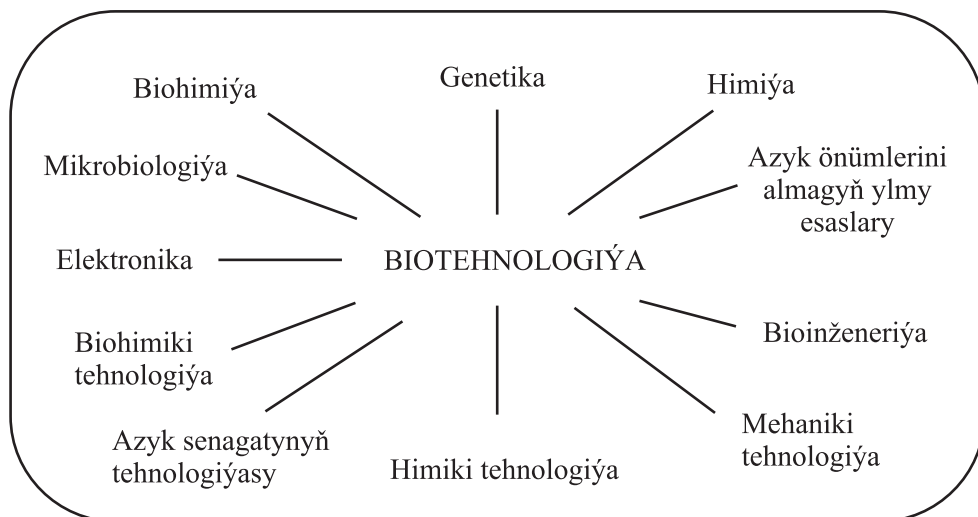 Genetika
Biohimiýa
Himiýa
Mikrobiologiýa
Azyk önümlerini
almagyň ylmy
esaslary
Elektronika
BIOTEHNOLOGIÝA
Biohimiki
tehnologiýa
Bioinženeriýa
Azyk senagatynyň
tehnologiýasy
Himiki tehnologiýa
Mehaniki
tehnologiýa